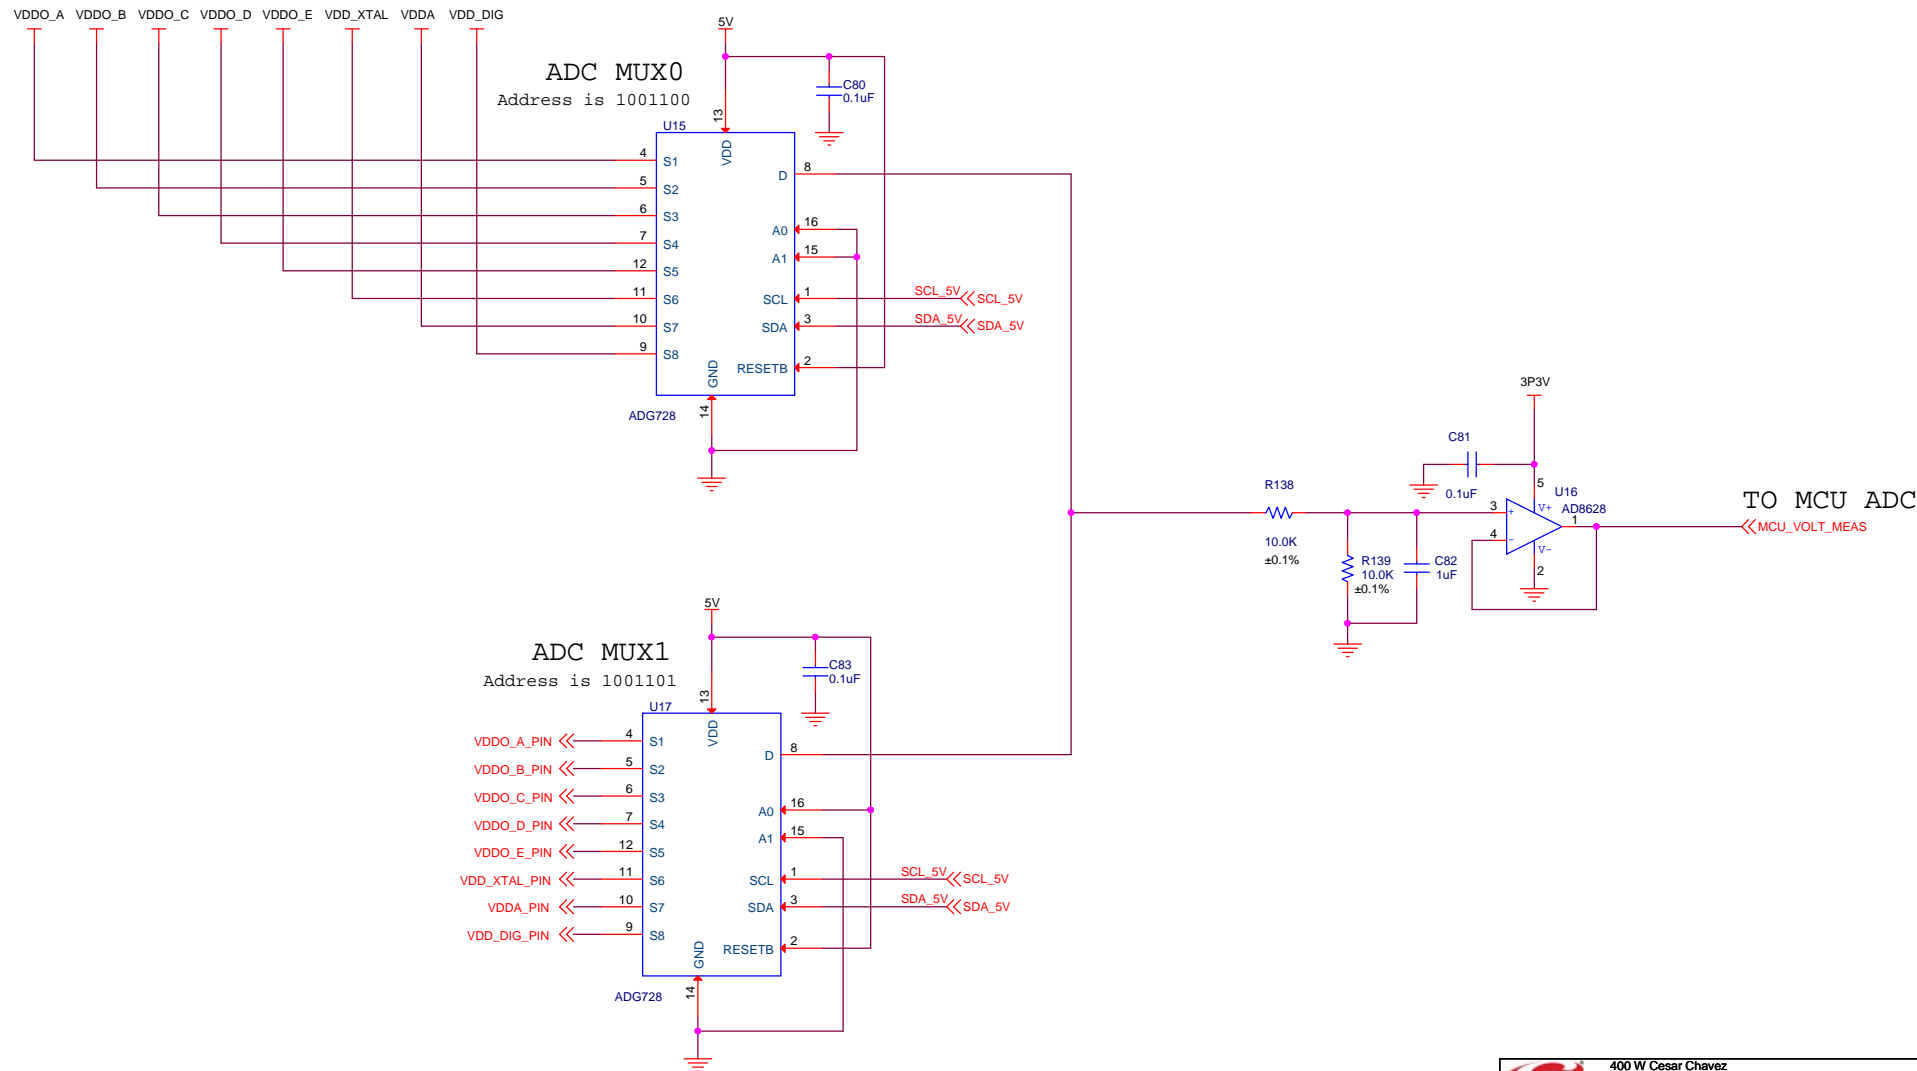 VDDO_A VDDO_B VDDO_C VDDO_D VDDO_E VDD_XTAL VDDA VDD_DIG
5V
ADC MUX0
Address is 1001100
C80
0.1uF
U15
13
VDD
4 S1
5 S2
6 S3
7 S4
12 S5
11 S6
10 S7
9 S8
D 8
A0 16
A1 15
SCL 1 SCL_5V SCL_5V
SDA 3 SDA_5V SDA_5V
RESETB 2
GND
14
ADG728
3P3V
C81
0.1uF
R138
10.0K
±0.1%
R139
10.0K
±0.1%
C82
1uF
U16
AD8628
5
V+
3 +
4 -
V-
2
1
TO MCU ADC
MCU_VOLT_MEAS
5V
ADC MUX1
Address is 1001101
C83
0.1uF
U17
13
VDD
VDDO_A_PIN 4 S1
VDDO_B_PIN 5 S2
VDDO_C_PIN 6 S3
VDDO_D_PIN 7 S4
VDDO_E_PIN 12 S5
VDD_XTAL_PIN 11 S6
VDDA_PIN 10 S7
VDD_DIG_PIN 9 S8
D 8
A0 16
A1 15
SCL 1 SCL_5V SCL_5V
SDA 3 SDA_5V SDA_5V
RESETB 2
GND
14
ADG728
400 W Cesar Chavez